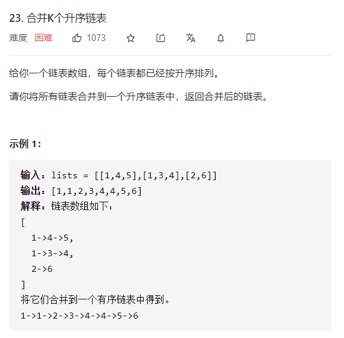 23. 合并K个升序链表
难度 困难 1073
给你一个链表数组，每个链表都已经按升序排列。
请你将所有链表合并到一个升序链表中，返回合并后的链表。
示例 1：
输入：lists = [[1,4,5],[1,3,4],[2,6]]
输出：[1,1,2,3,4,4,5,6]
解释：链表数组如下：
[
1->4->5,
1->3->4,
2->6
]
将它们合并到一个有序链表中得到。
1->1->2->3->4->4->5->6